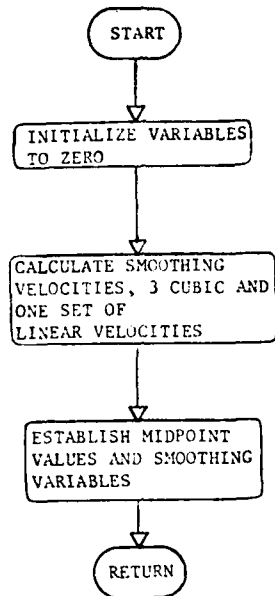 START
INITIALIZE VARIABLES
TO ZERO
CALCULATE SMOOTHING
VELOCITIES, 3 CUBIC AND
ONE SET OF
LINEAR VELOCITIES
ESTABLISH MIDPOINT
VALUES AND SMOOTHING
VARIABLES
RETURN